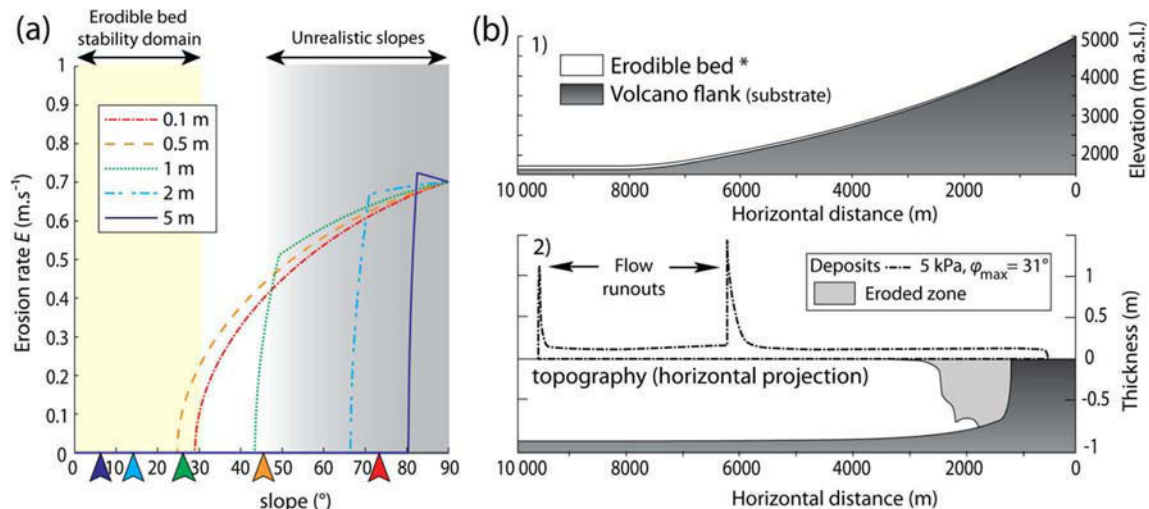 (a)
Erodible bed
stability domain
Unrealistic slopes
1
0.9
0.8
0.7
0.6
0.5
0.4
0.3
0.2
0.1
0
Erosion rate E (m.s⁻¹)
0.1 m
0.5 m
1 m
2 m
5 m
0 10 20 30 40 50 60 70 80 90
slope (°)
(b)
1)
Erodible bed *
Volcano flank (substrate)
5000
4000
3000
2000
Elevation (m a.s.l.)
10 000 8000 6000 4000 2000 0
Horizontal distance (m)
2)
Flow
runouts
Deposits 5 kPa, φmax = 31°
Eroded zone
topography (horizontal projection)
1
0.5
0
-0.5
-1
Thickness (m)
10 000 8000 6000 4000 2000 0
Horizontal distance (m)